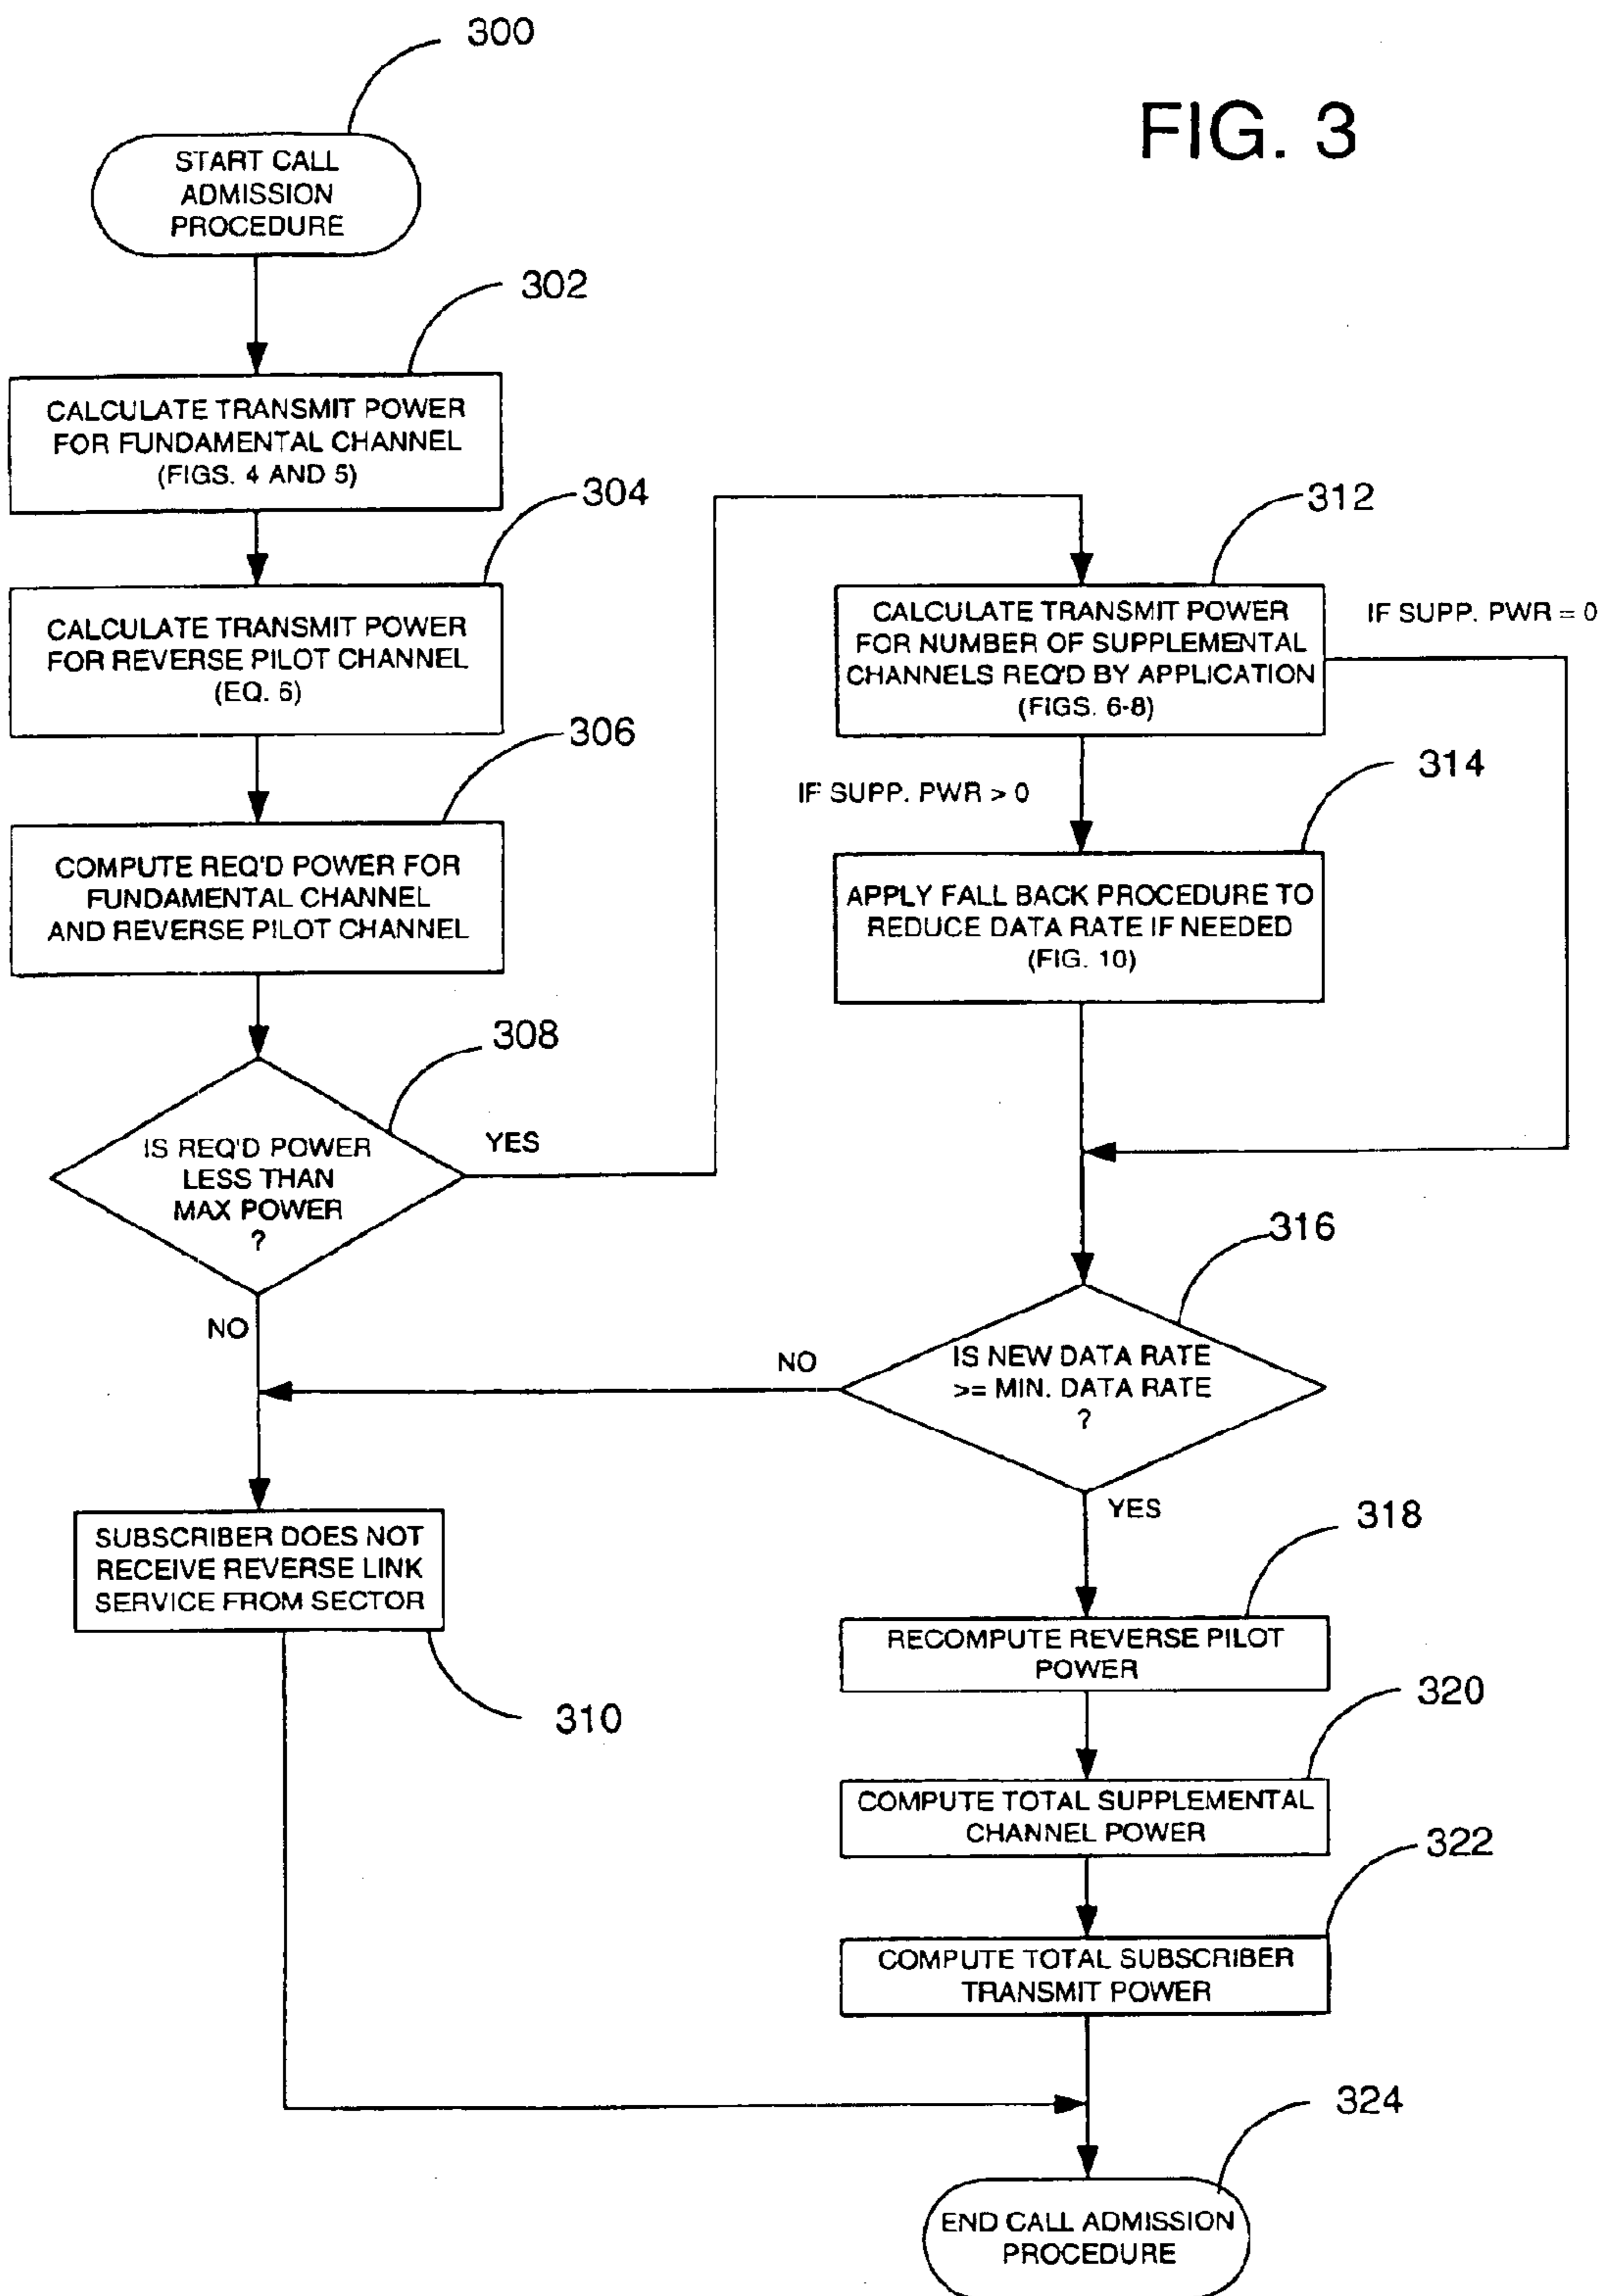 300
FIG. 3
START CALL
ADMISSION
PROCEDURE
302
CALCULATE TRANSMIT POWER
FOR FUNDAMENTAL CHANNEL
(FIGS. 4 AND 5)
304
CALCULATE TRANSMIT POWER
FOR REVERSE PILOT CHANNEL
(EQ. 6)
306
COMPUTE REQ'D POWER FOR
FUNDAMENTAL CHANNEL
AND REVERSE PILOT CHANNEL
308
IS REQ'D POWER
LESS THAN
MAX POWER
?
YES
NO
312
CALCULATE TRANSMIT POWER
FOR NUMBER OF SUPPLEMENTAL
CHANNELS REQ'D BY APPLICATION
(FIGS. 6-8)
IF SUPP. PWR = 0
IF SUPP. PWR > 0
314
APPLY FALL BACK PROCEDURE TO
REDUCE DATA RATE IF NEEDED
(FIG. 10)
316
IS NEW DATA RATE
>= MIN. DATA RATE
?
NO
YES
SUBSCRIBER DOES NOT
RECEIVE REVERSE LINK
SERVICE FROM SECTOR
310
318
RECOMPUTE REVERSE PILOT
POWER
320
COMPUTE TOTAL SUPPLEMENTAL
CHANNEL POWER
322
COMPUTE TOTAL SUBSCRIBER
TRANSMIT POWER
324
END CALL ADMISSION
PROCEDURE